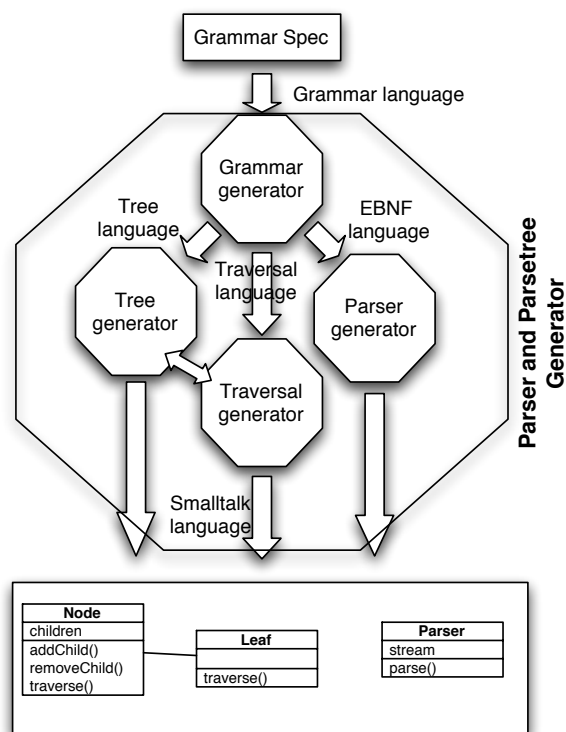 Grammar Spec
Grammar language
Grammar
generator
Tree
language
EBNF
language
Traversal
language
Tree
generator
Parser
generator
Traversal
generator
Smalltalk
language
Parser and Parsetree
Generator
Node
children
addChild()
removeChild()
traverse()
Leaf
traverse()
Parser
stream
parse()